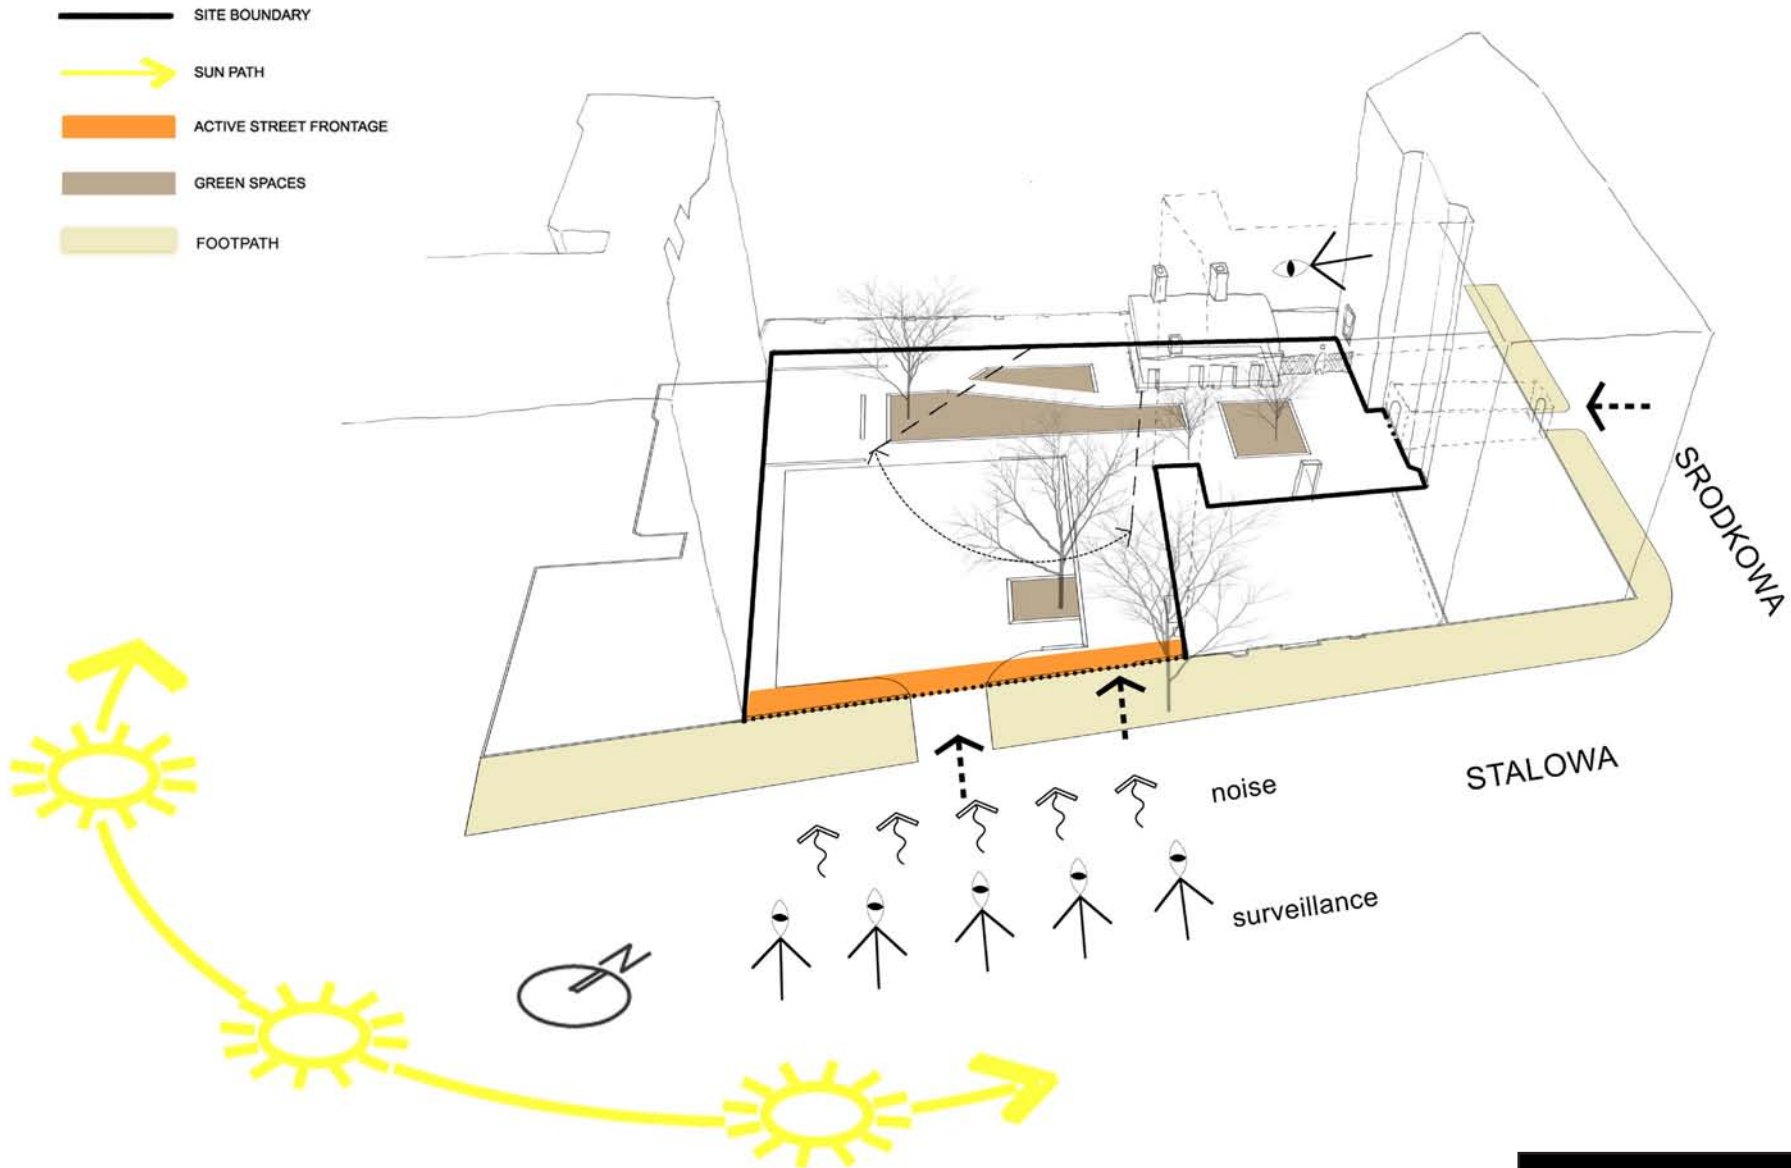 SITE BOUNDARY
SUN PATH
ACTIVE STREET FRONTAGE
GREEN SPACES
FOOTPATH
SRODKOWA
STALOWA
noise
surveillance
N